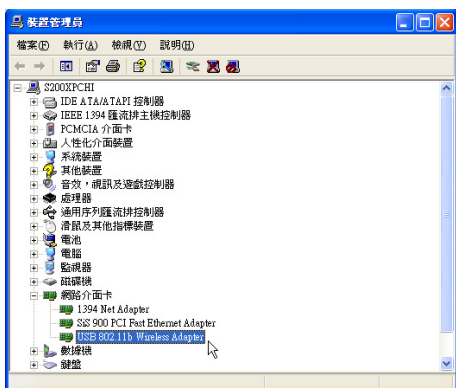 裝置管理員
檔案(F) 執行(A) 檢視(V) 說明(H)
S200XPCHI
IDE ATA/ATAPI 控制器
IEEE 1394 匯流排主機控制器
PCMCIA 介面卡
人性化介面裝置
系統裝置
其他裝置
音效，視訊及遊戲控制器
處理器
通用序列匯流排控制器
滑鼠及其他指標裝置
電池
電腦
監視器
磁碟機
網路介面卡
1394 Net Adapter
SiS 900 PCI Fast Ethernet Adapter
USB 802.11b Wireless Adapter
數據機
鍵盤